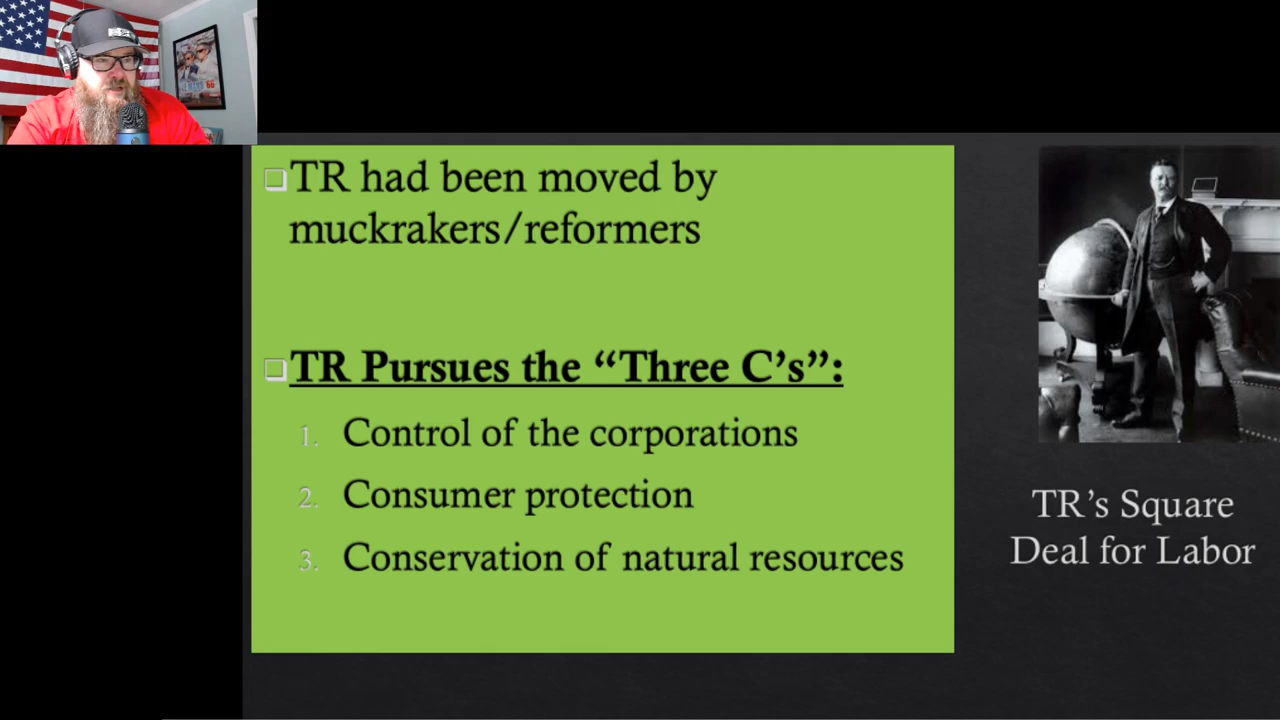 TR had been moved by
muckrakers/reformers
TR Pursues the “Three C’s”:
1. Control of the corporations
2. Consumer protection
3. Conservation of natural resources
TR’s Square
Deal for Labor